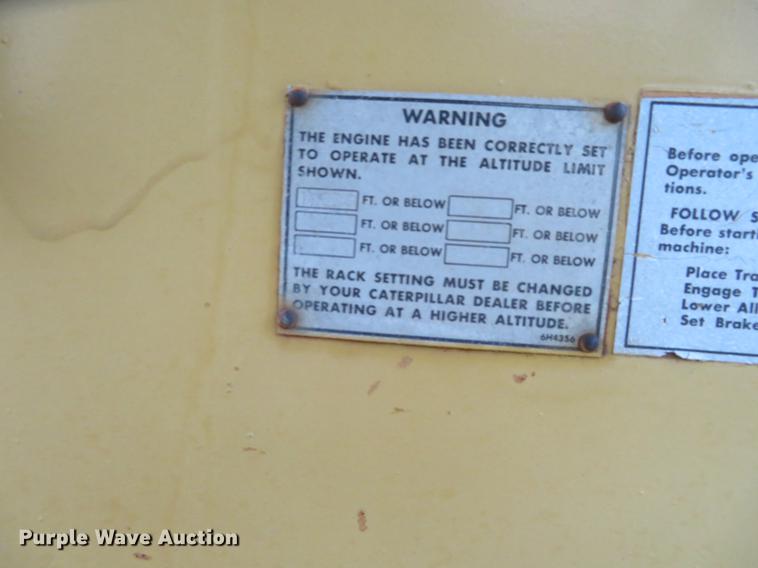 WARNING
THE ENGINE HAS BEEN CORRECTLY SET
TO OPERATE AT THE ALTITUDE LIMIT
SHOWN.
FT. OR BELOW FT. OR BELOW
FT. OR BELOW FT. OR BELOW
FT. OR BELOW FT. OR BELOW
THE RACK SETTING MUST BE CHANGED
BY YOUR CATERPILLAR DEALER BEFORE
OPERATING AT A HIGHER ALTITUDE.
6H4356
Before ope
Operator's
tions.
FOLLOW S
Before starti
machine:
Place Tra
Engage T
Lower All
Set Brake
Purple Wave Auction